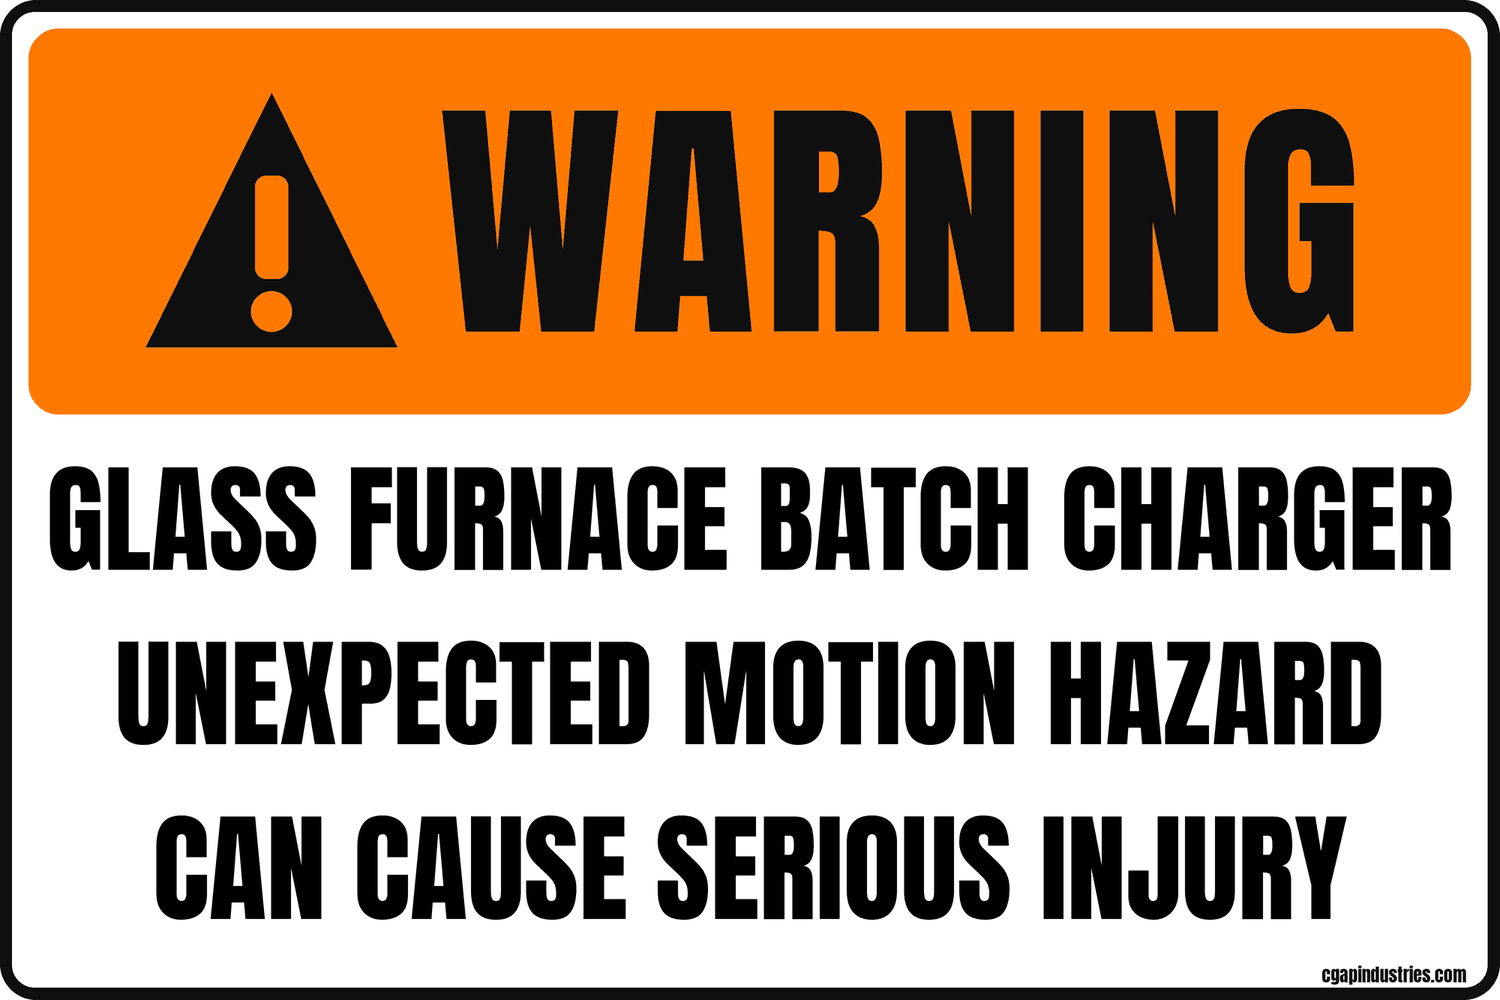 WARNING
GLASS FURNACE BATCH CHARGER
UNEXPECTED MOTION HAZARD
CAN CAUSE SERIOUS INJURY
cgapindustries.com